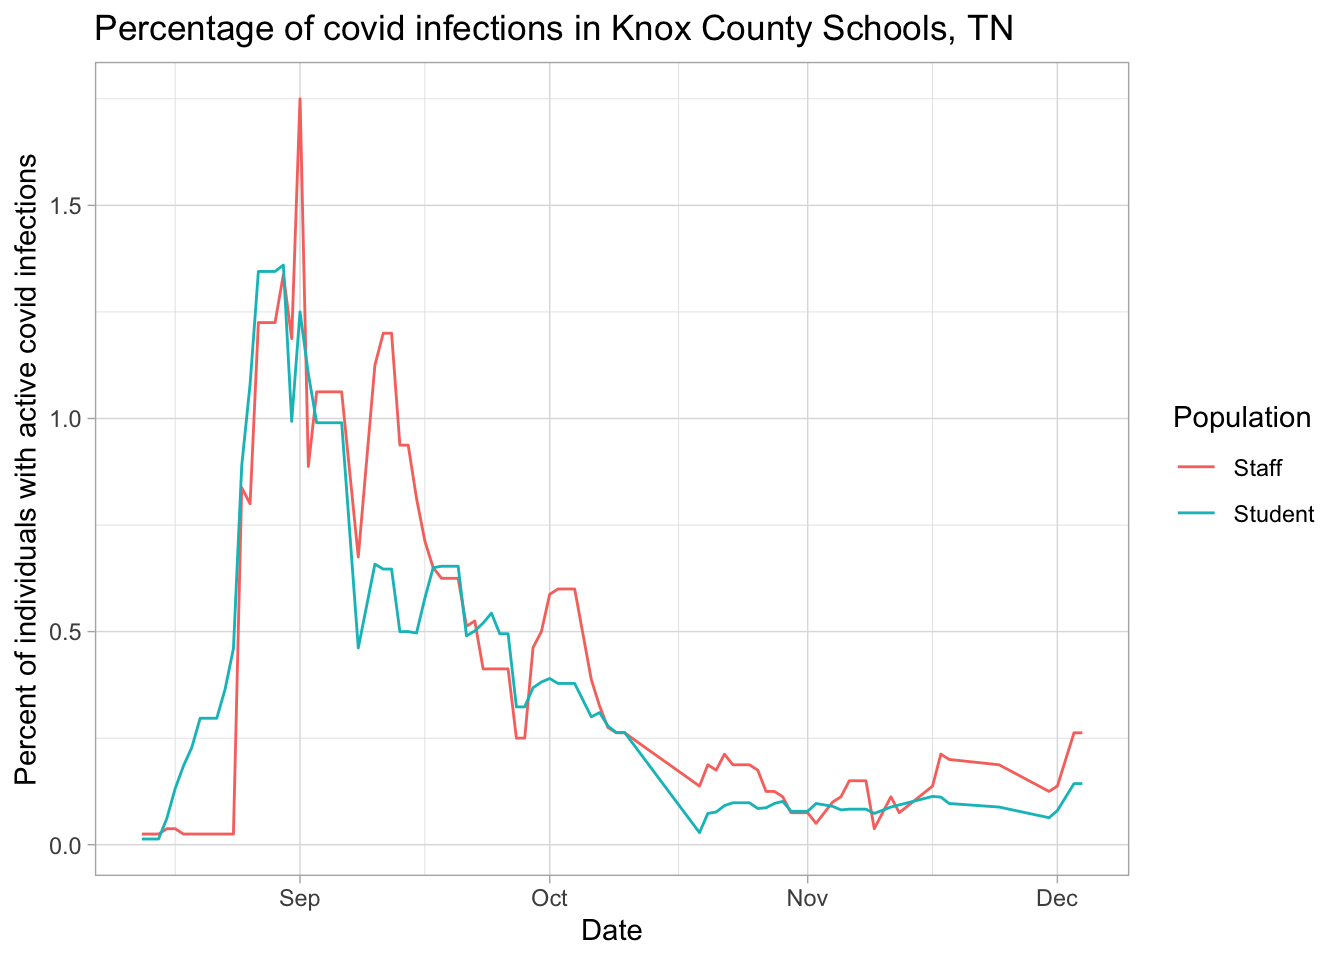 Percentage of covid infections in Knox County Schools, TN
Percent of individuals with active covid infections
1.5
1.0
0.5
0.0
Sep Oct Nov Dec
Date
Population
Staff
Student